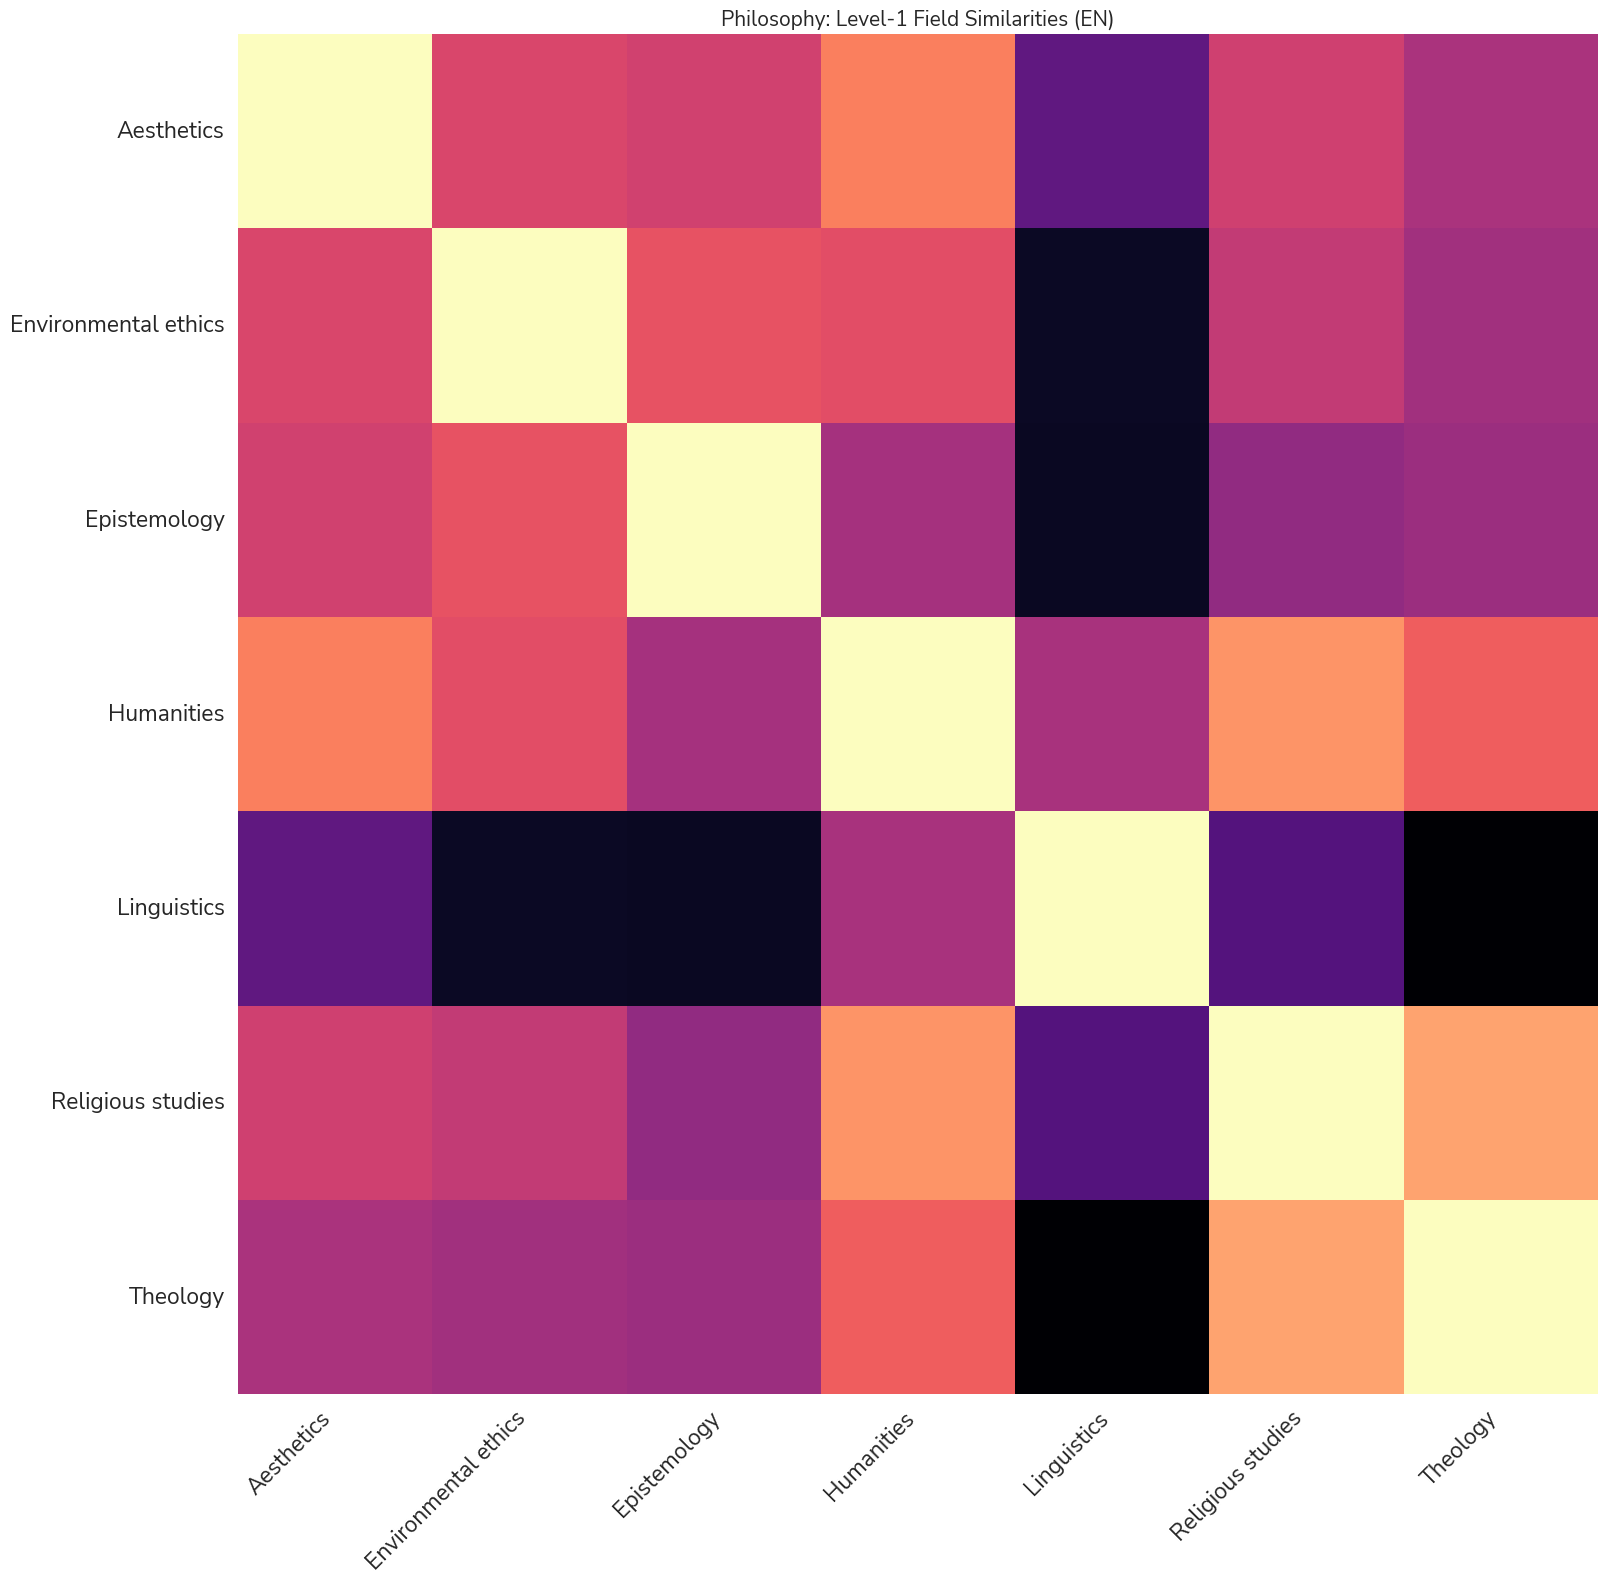 Philosophy: Level-1 Field Similarities (EN)
Aesthetics
Environmental ethics
Epistemology
Humanities
Linguistics
Religious studies
Theology
Aesthetics
Environmental ethics
Epistemology
Humanities
Linguistics
Religious studies
Theology